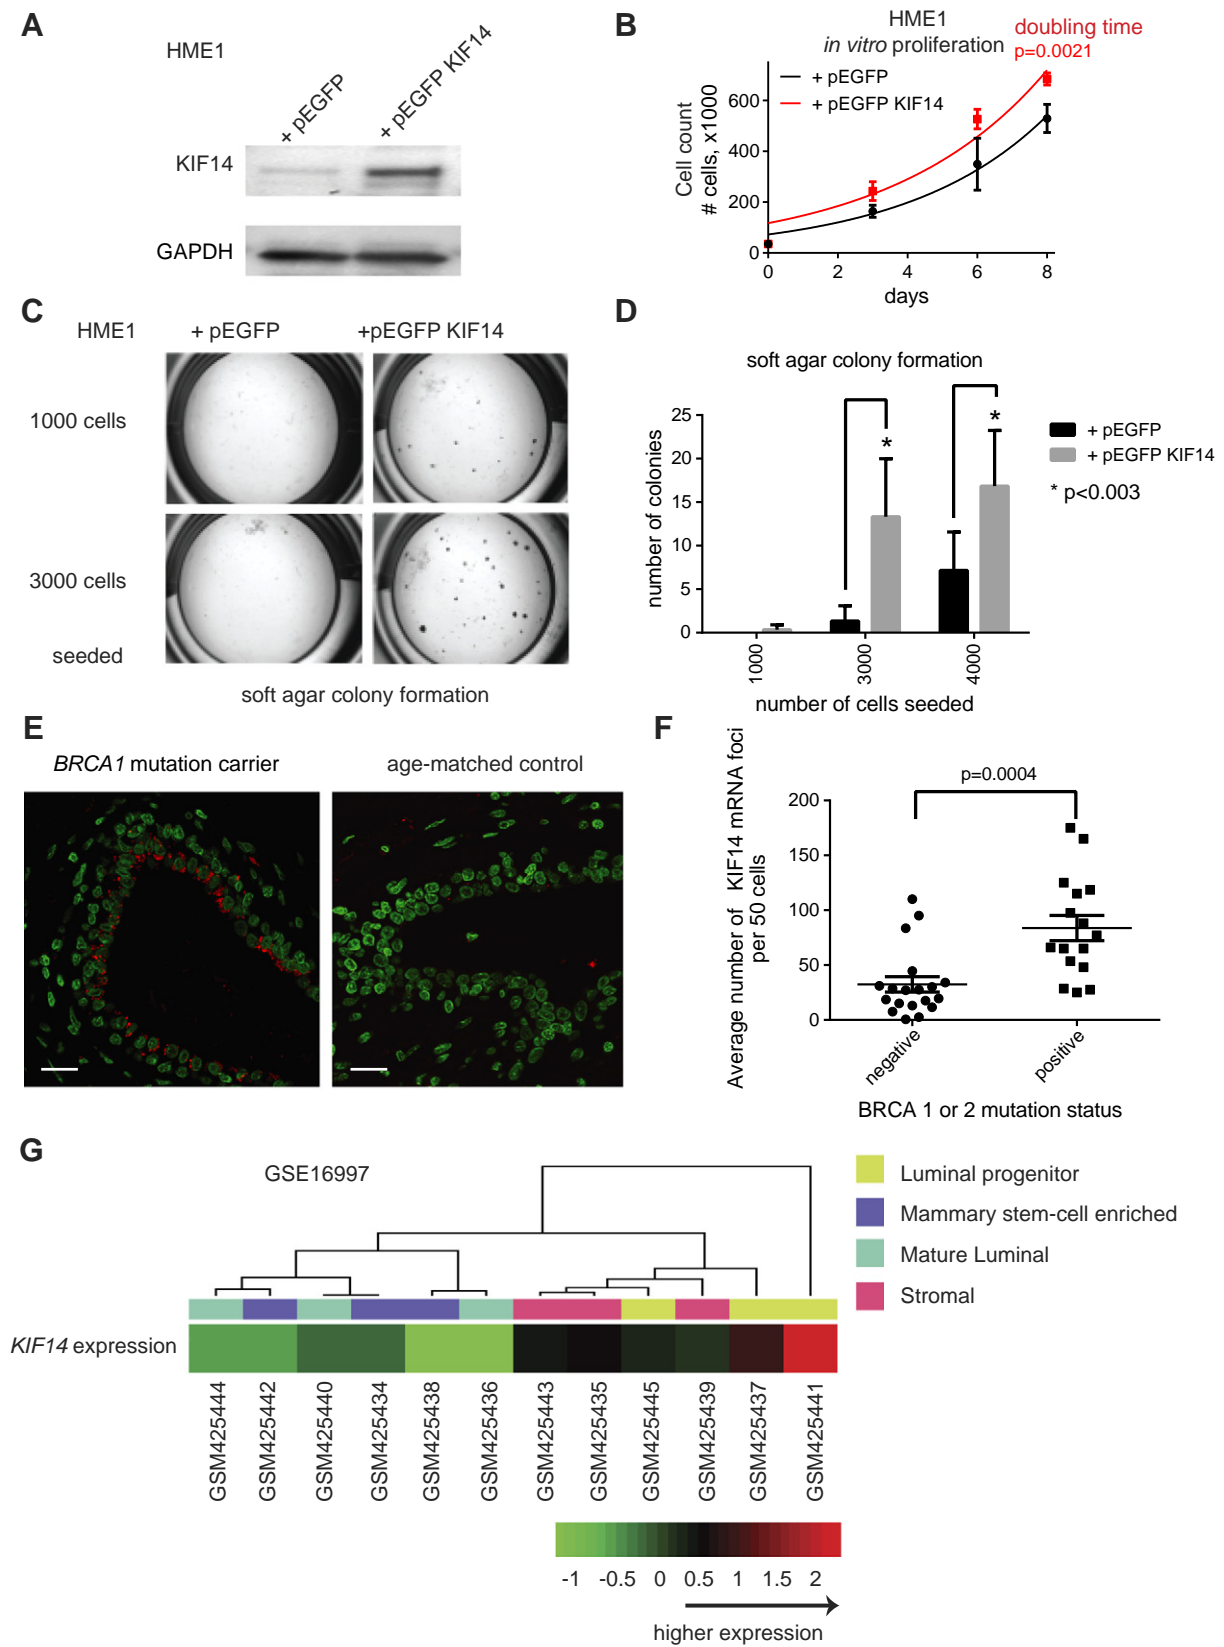 A
HME1
+ pEGFP
+ pEGFP KIF14
KIF14
GAPDH
B
HME1
in vitro proliferation
doubling time
p=0.0021
+ pEGFP
+ pEGFP KIF14
Cell count
# cells, x1000
600
400
200
0
0 2 4 6 8
days
C
HME1 + pEGFP +pEGFP KIF14
1000 cells
3000 cells
seeded
soft agar colony formation
D
soft agar colony formation
number of colonies
25
20
15
10
5
0
* *
+ pEGFP
+ pEGFP KIF14
* p<0.003
1000 3000 4000
number of cells seeded
E
BRCA1 mutation carrier
age-matched control
F
Average number of KIF14 mRNA foci
per 50 cells
p=0.0004
200
150
100
50
0
negative positive
BRCA 1 or 2 mutation status
G
GSE16997
Luminal progenitor
Mammary stem-cell enriched
Mature Luminal
Stromal
KIF14 expression
GSM425444 GSM425442 GSM425440 GSM425434 GSM425438 GSM425436 GSM425443 GSM425435 GSM425445 GSM425439 GSM425437 GSM425441
-1 -0.5 0 0.5 1 1.5 2
higher expression